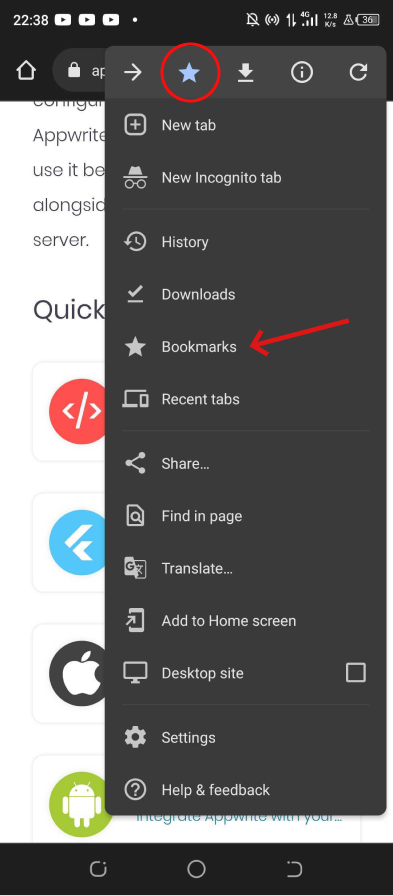 22:38
4G
12.8
K/s
36
ap
configu
Appwrite
use it be
alongsid
server.
Quick
New tab
New Incognito tab
History
Downloads
Bookmarks
Recent tabs
Share...
Find in page
Translate...
Add to Home screen
Desktop site
Settings
Help & feedback
Integrate Appwrite with your...